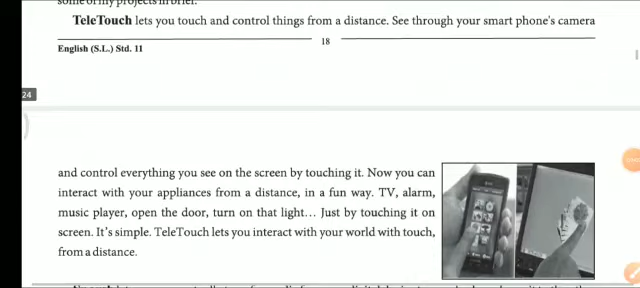 TeleTouch lets you touch and control things from a distance. See through your smart phone's camera
18
English (S.L.) Std. 11
24
and control everything you see on the screen by touching it. Now you can
interact with your appliances from a distance, in a fun way. TV, alarm,
music player, open the door, turn on that light... Just by touching it on
screen. It's simple. TeleTouch lets you interact with your world with touch,
from a distance.